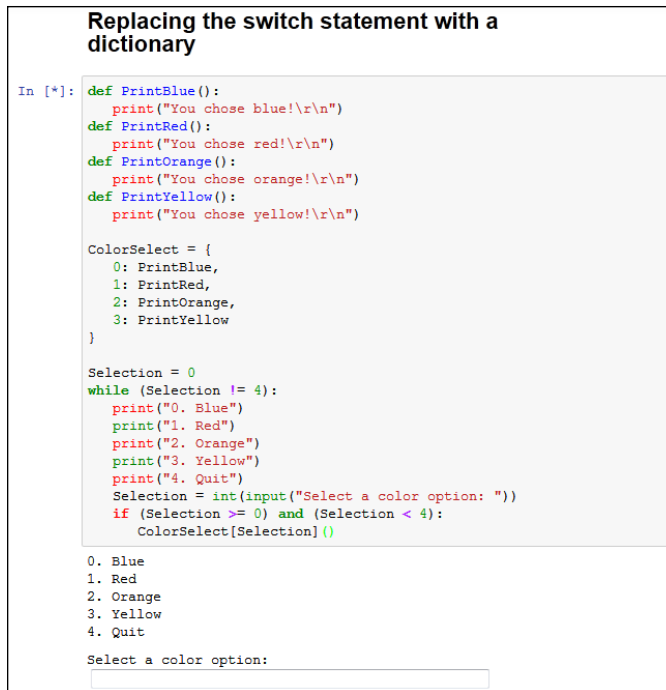 Replacing the switch statement with a
dictionary
In [*]: def PrintBlue():
   print("You chose blue!\r\n")
def PrintRed():
   print("You chose red!\r\n")
def PrintOrange():
   print("You chose orange!\r\n")
def PrintYellow():
   print("You chose yellow!\r\n")
ColorSelect = {
   0: PrintBlue,
   1: PrintRed,
   2: PrintOrange,
   3: PrintYellow
}
Selection = 0
while (Selection != 4):
   print("0. Blue")
   print("1. Red")
   print("2. Orange")
   print("3. Yellow")
   print("4. Quit")
   Selection = int(input("Select a color option: "))
   if (Selection >= 0) and (Selection < 4):
      ColorSelect[Selection]()
0. Blue
1. Red
2. Orange
3. Yellow
4. Quit
Select a color option: